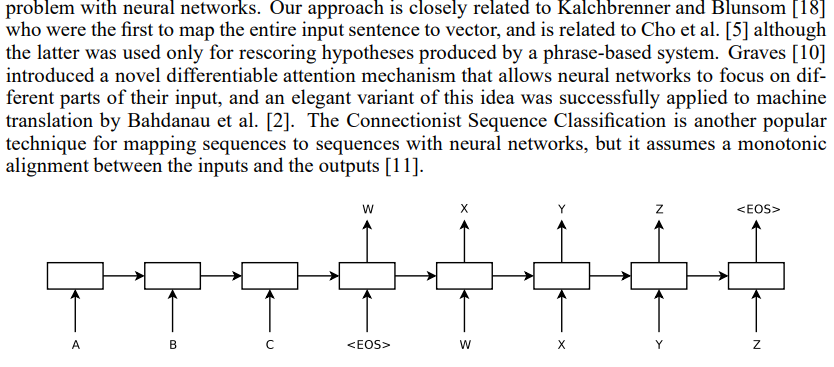 problem with neural networks. Our approach is closely related to Kalchbrenner and Blunsom [18]
who were the first to map the entire input sentence to vector, and is related to Cho et al. [5] although
the latter was used only for rescoring hypotheses produced by a phrase-based system. Graves [10]
introduced a novel differentiable attention mechanism that allows neural networks to focus on dif-
ferent parts of their input, and an elegant variant of this idea was successfully applied to machine
translation by Bahdanau et al. [2]. The Connectionist Sequence Classification is another popular
technique for mapping sequences to sequences with neural networks, but it assumes a monotonic
alignment between the inputs and the outputs [11].
W X Y Z <EOS>
A B C <EOS> W X Y Z